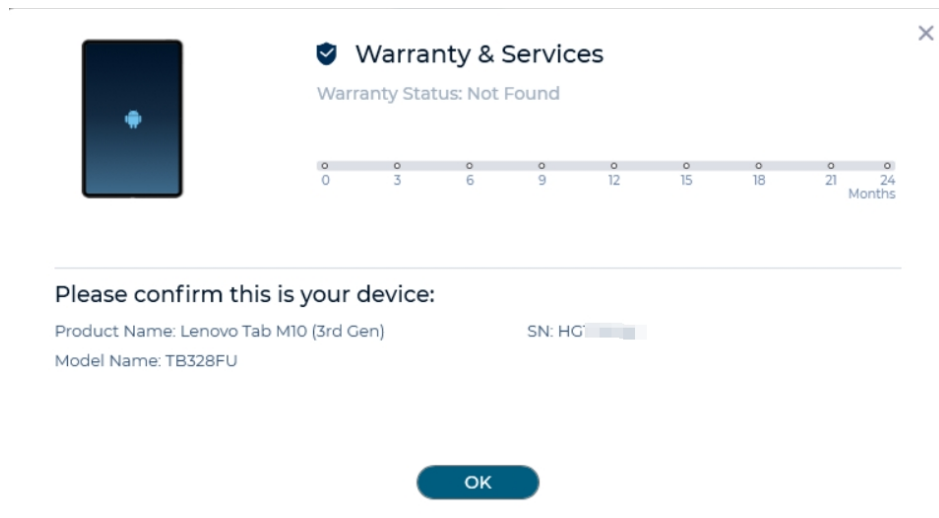 Warranty & Services
Warranty Status: Not Found
0 3 6 9 12 15 18 21 24
Months
Please confirm this is your device:
Product Name: Lenovo Tab M10 (3rd Gen) SN:
Model Name: TB328FU
OK